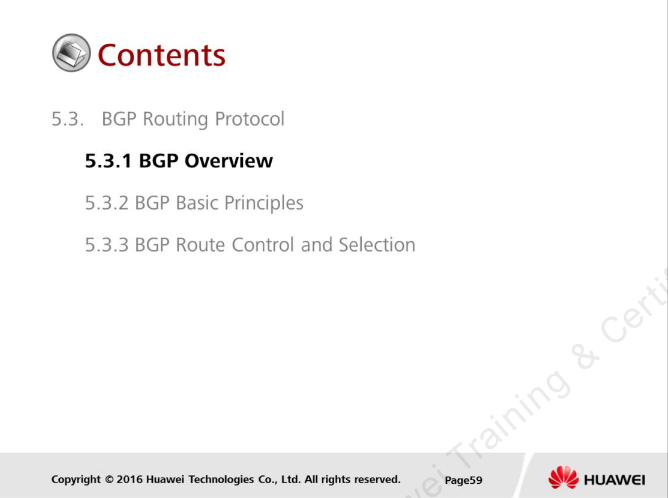 Contents
5.3. BGP Routing Protocol
5.3.1 BGP Overview
5.3.2 BGP Basic Principles
5.3.3 BGP Route Control and Selection
Training &
Copyright © 2016 Huawei Technologies Co., Ltd. All rights reserved.
Page59
HUAWEI